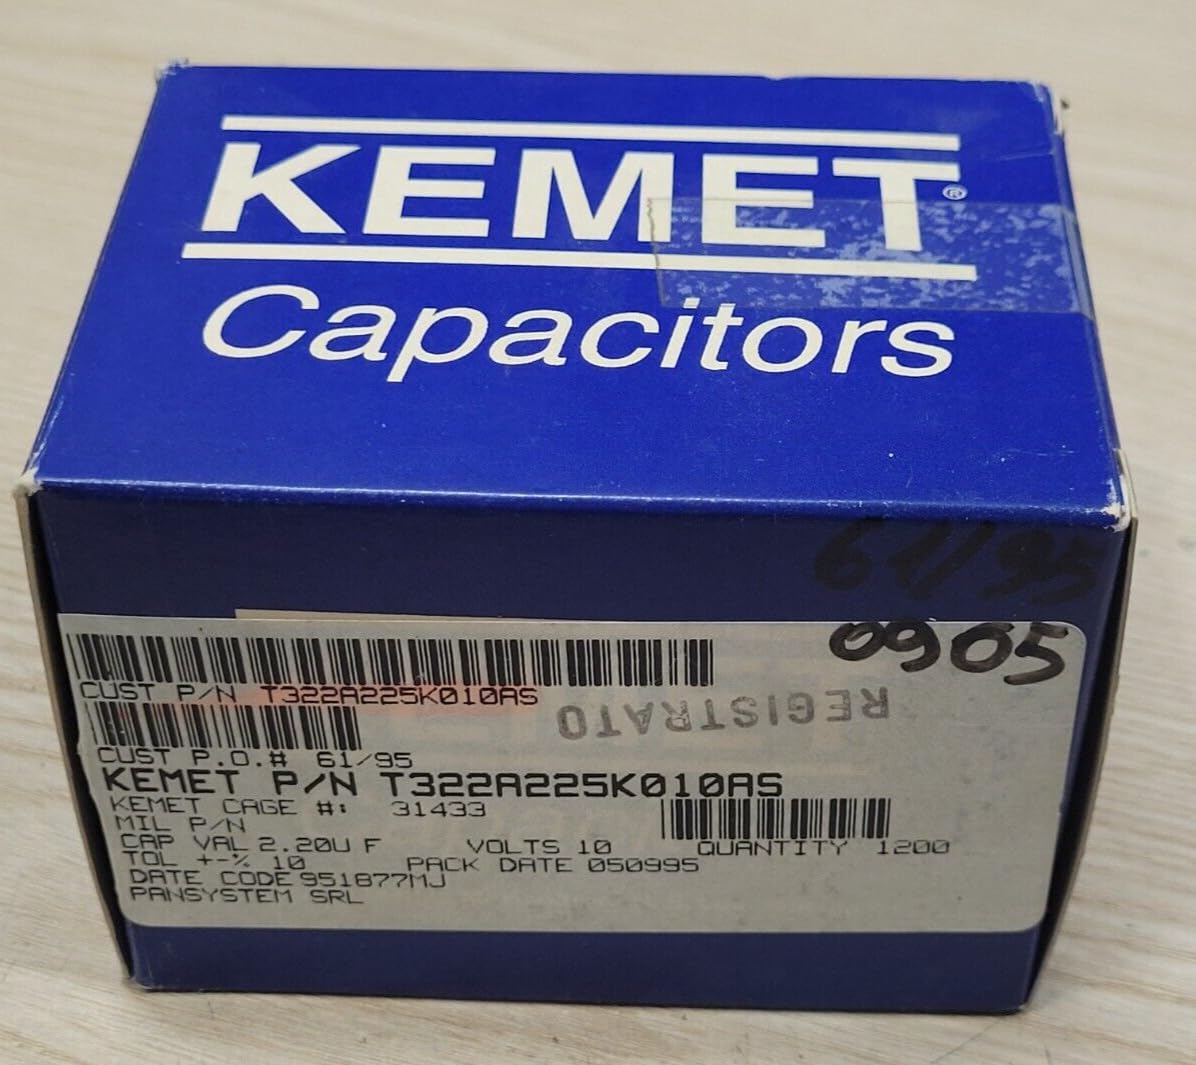 KEMET®
Capacitors
61/95
0905
CUST P/N T322A225K010AS
REGISTRATO
CUST P.O.# 61/95
KEMET P/N T322A225K010AS
KEMET CAGE #: 31433
MIL P/N
CAP VAL 2.20U F VOLTS 10 QUANTITY 1200
TOL +-% 10 PACK DATE 050995
DATE CODE 951877MJ
PANSYSTEM SRL